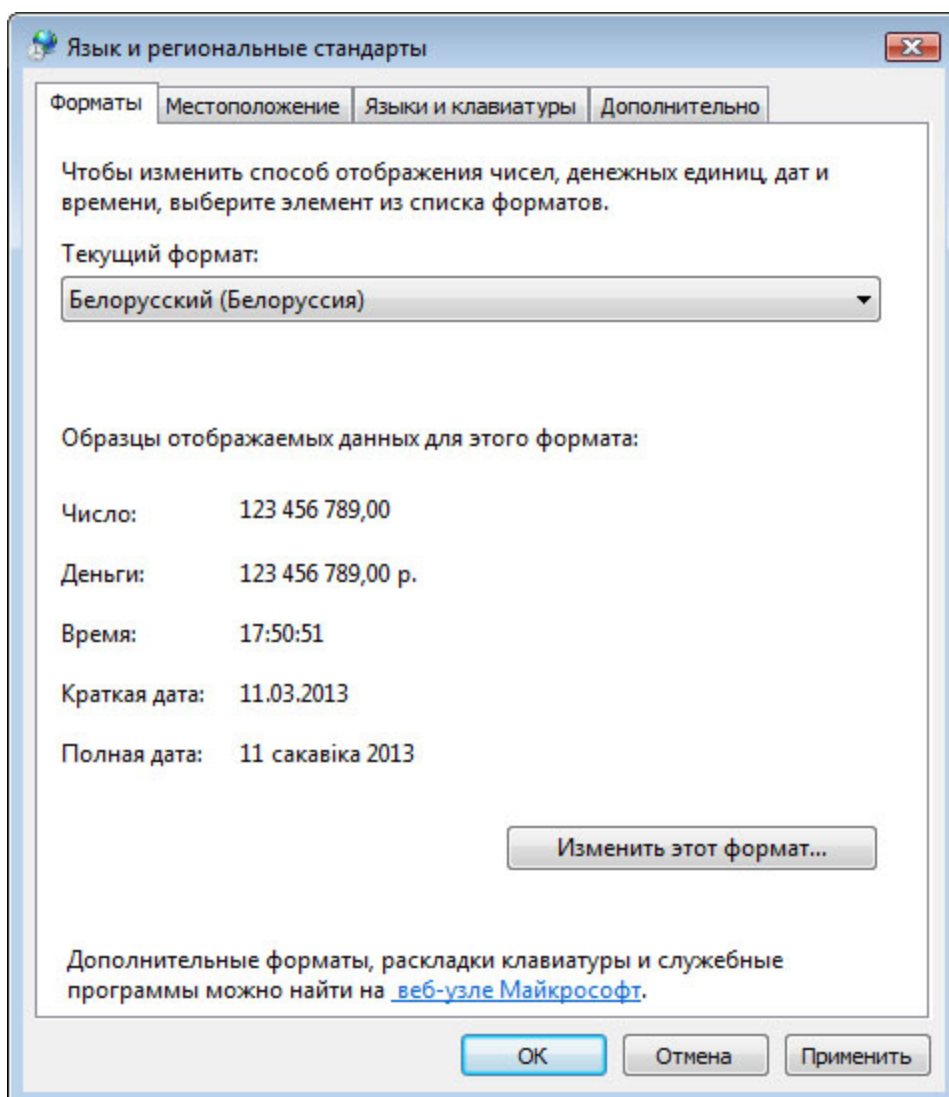 Язык и региональные стандарты
Форматы Местоположение Языки и клавиатуры Дополнительно
Чтобы изменить способ отображения чисел, денежных единиц, дат и
времени, выберите элемент из списка форматов.
Текущий формат:
Белорусский (Белоруссия)
Образцы отображаемых данных для этого формата:
Число: 123 456 789,00
Деньги: 123 456 789,00 р.
Время: 17:50:51
Краткая дата: 11.03.2013
Полная дата: 11 сакавіка 2013
Изменить этот формат...
Дополнительные форматы, раскладки клавиатуры и служебные
программы можно найти на веб-узле Майкрософт.
ОК Отмена Применить